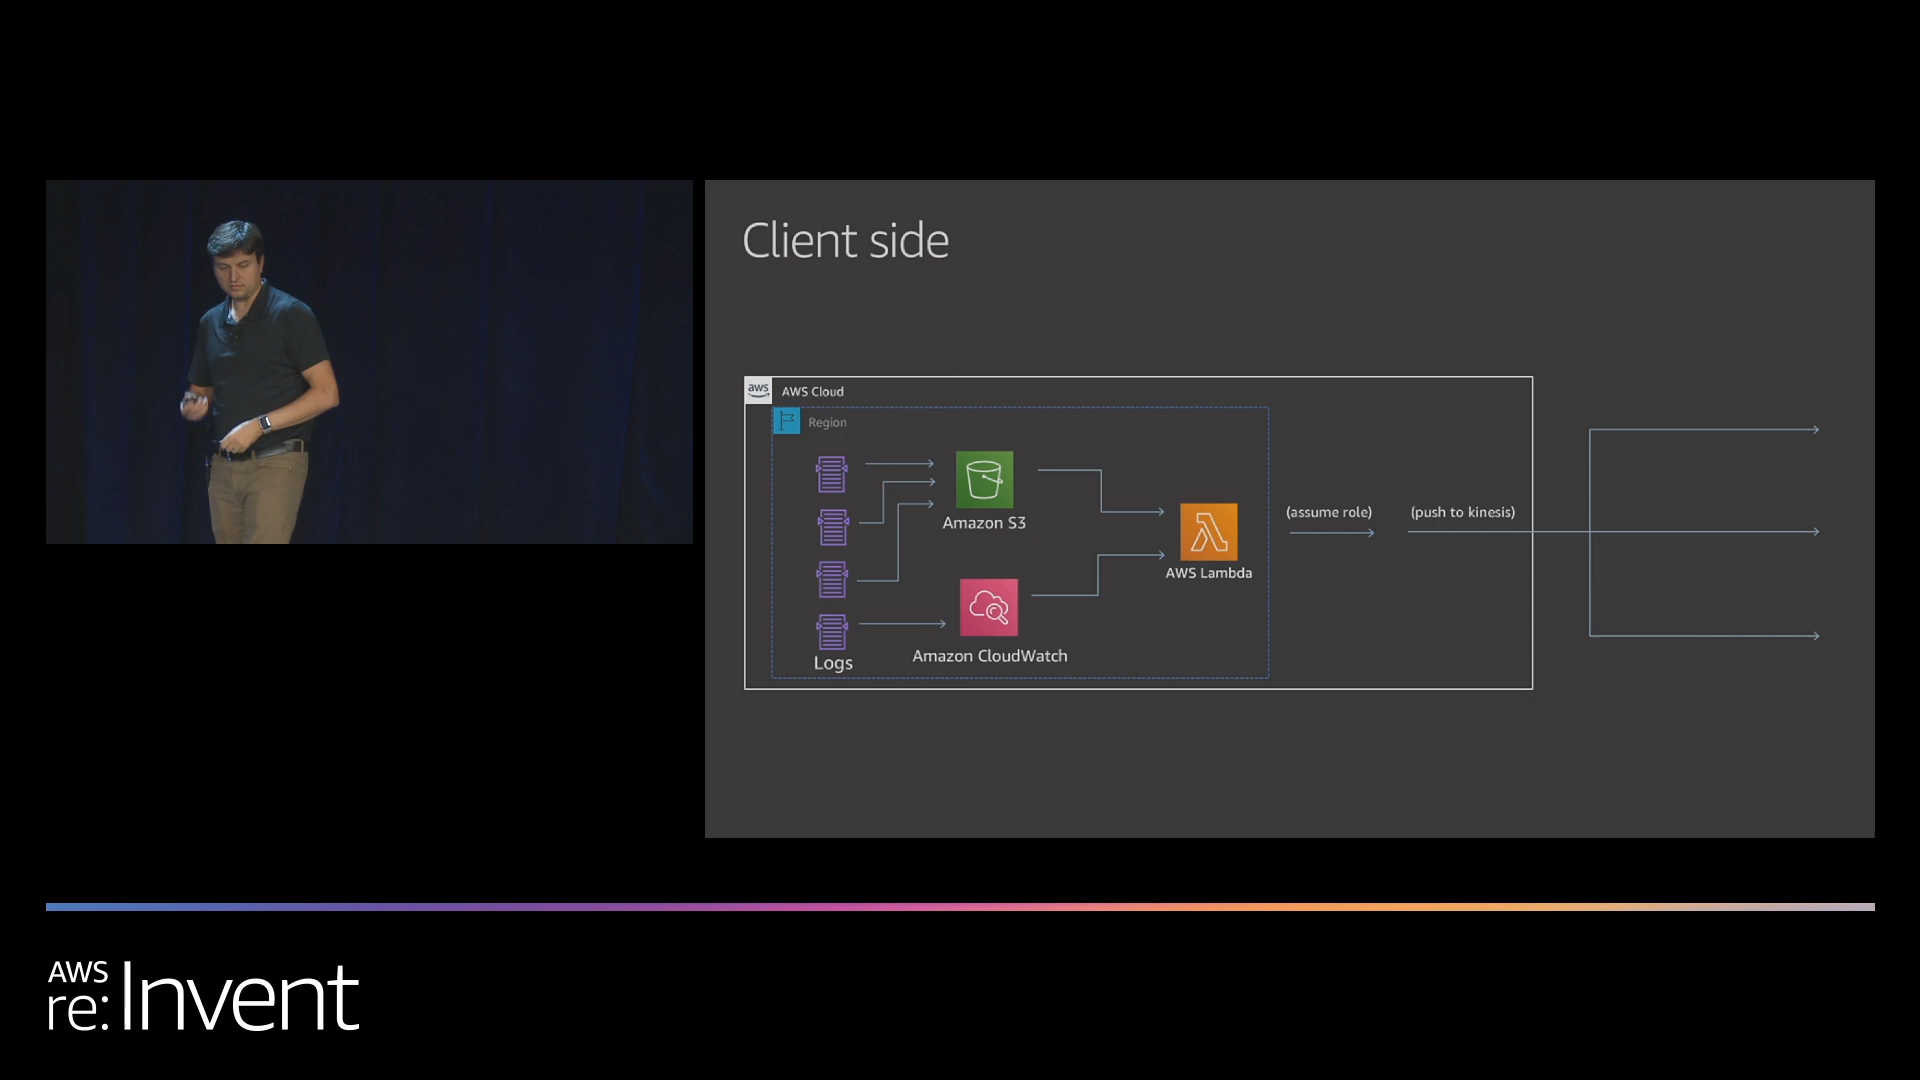 Client side
aws
AWS Cloud
Region
Amazon S3
(assume role)
(push to kinesis)
AWS Lambda
Amazon CloudWatch
Logs
AWS
re:Invent